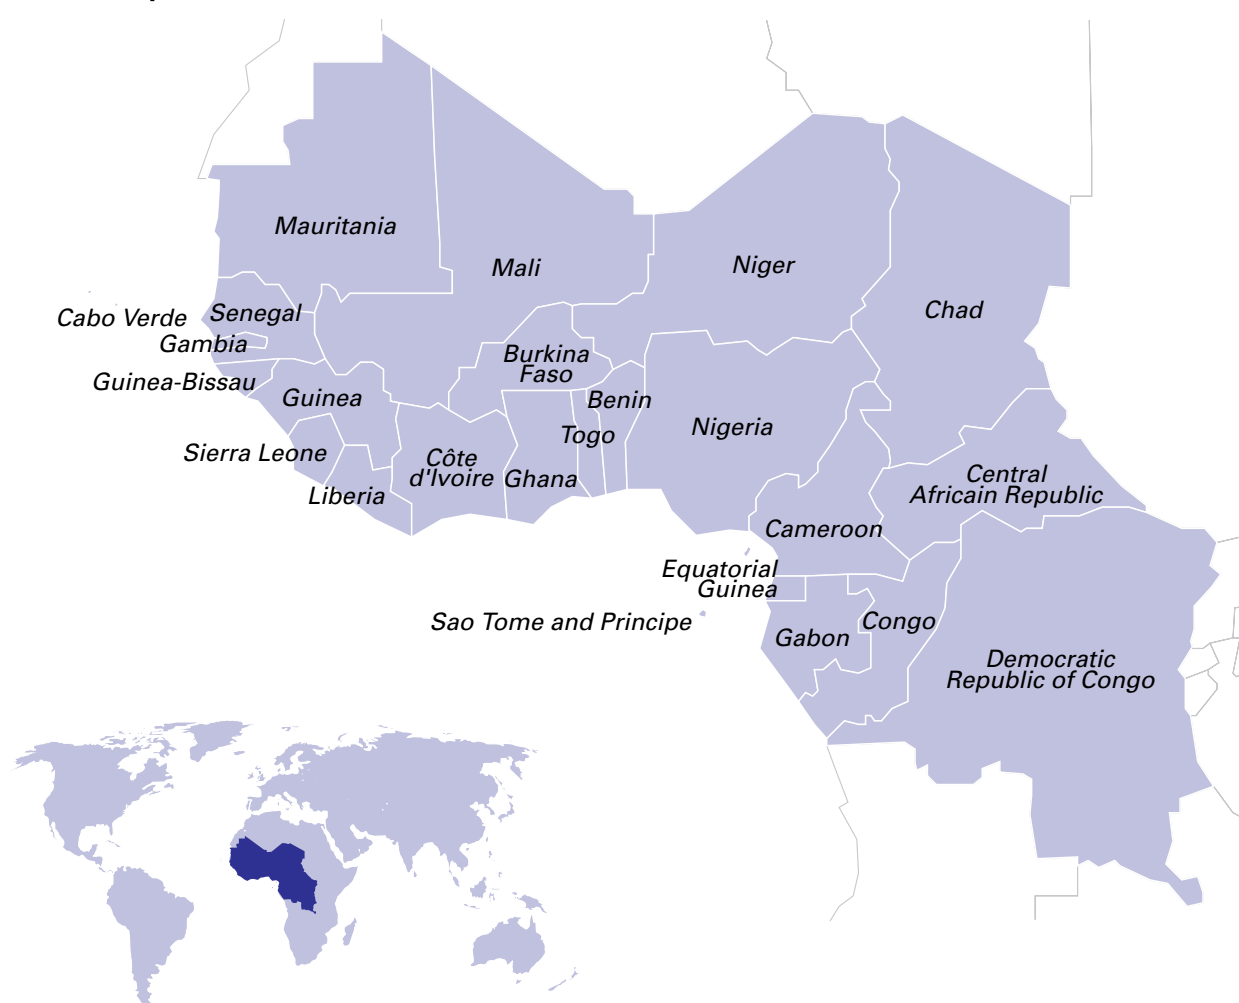 Mauritania
Mali
Niger
Chad
Cabo Verde
Senegal
Gambia
Guinea-Bissau
Guinea
Burkina
Faso
Benin
Togo
Nigeria
Sierra Leone
Liberia
Côte
d'Ivoire
Ghana
Central
Africain Republic
Cameroon
Equatorial
Guinea
Sao Tome and Principe
Gabon
Congo
Democratic
Republic of Congo